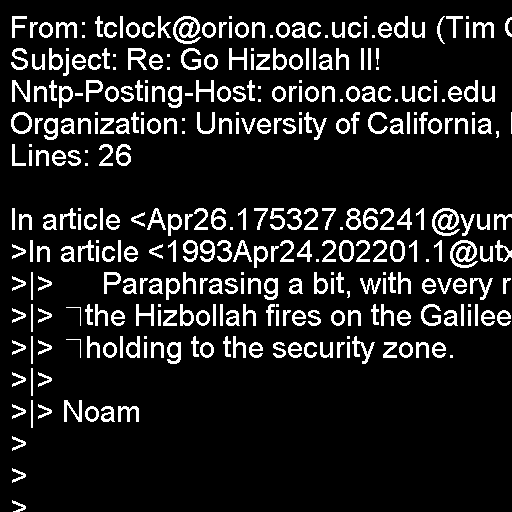 From: tclock@orion.oac.uci.edu (Tim
Subject: Re: Go Hizbollah II!
Nntp-Posting-Host: orion.oac.uci.edu
Organization: University of California,
Lines: 26

In article <Apr26.175327.86241@yum
>In article <1993Apr24.202201.1@utx
>|> Paraphrasing a bit, with every r
>|> the Hizbollah fires on the Galilee
>|> holding to the security zone.
>|>
>|> Noam
>
>
>